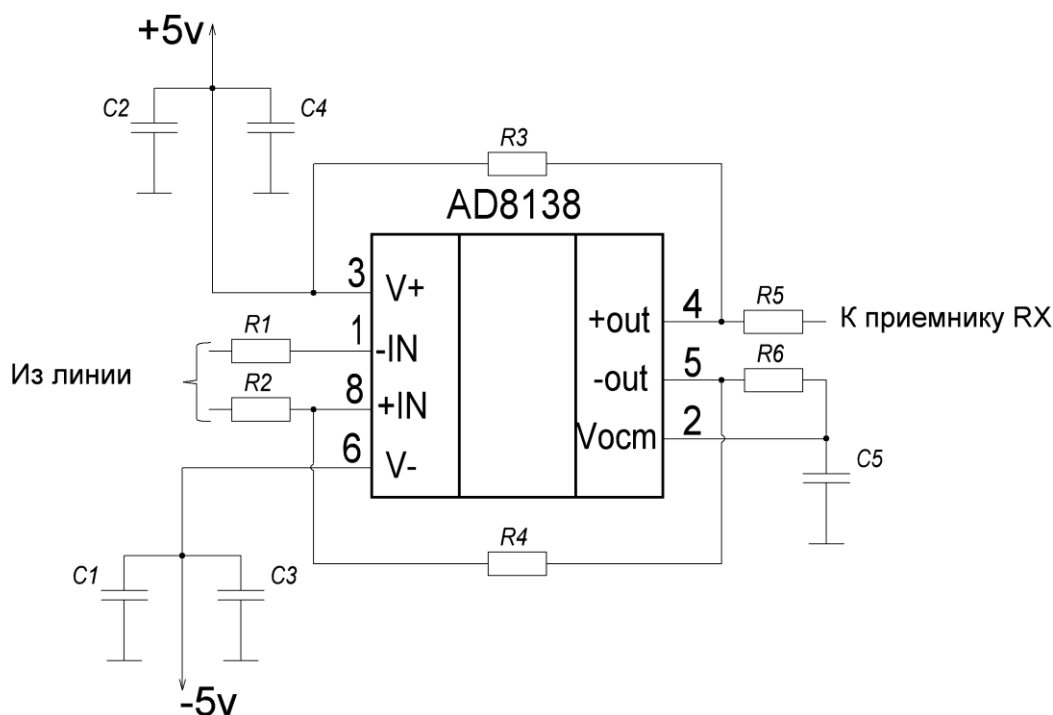 +5v
C2
C4
R3
AD8138
3
V+
4
R5
К приемнику RX
+out
R1
1
-IN
Из линии
5
R6
-out
R2
8
+IN
2
Vocm
6
V-
C5
R4
C1
C3
-5v